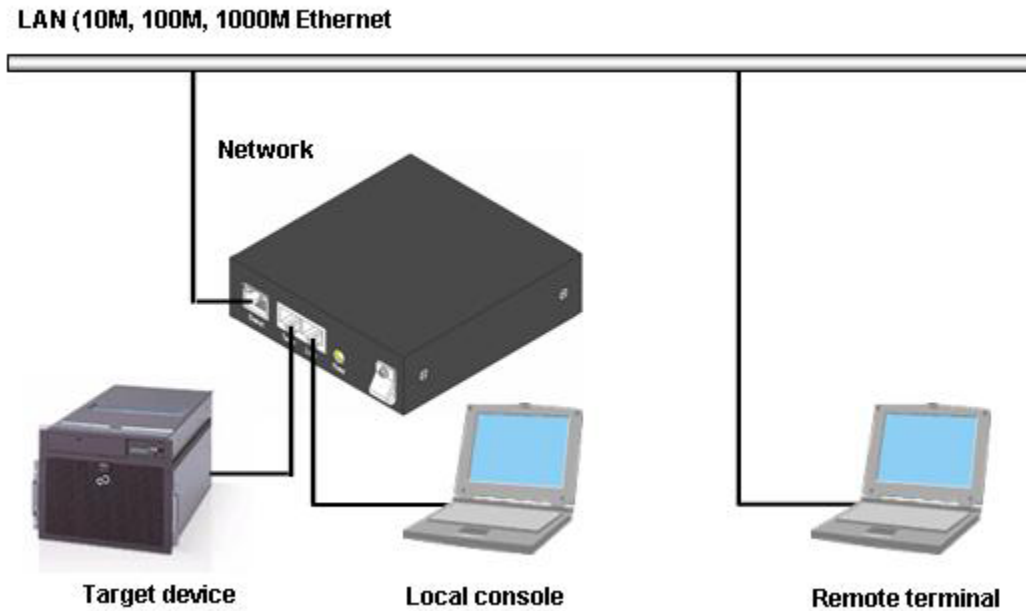 LAN (10M, 100M, 1000M Ethernet
Network
Target device
Local console
Remote terminal